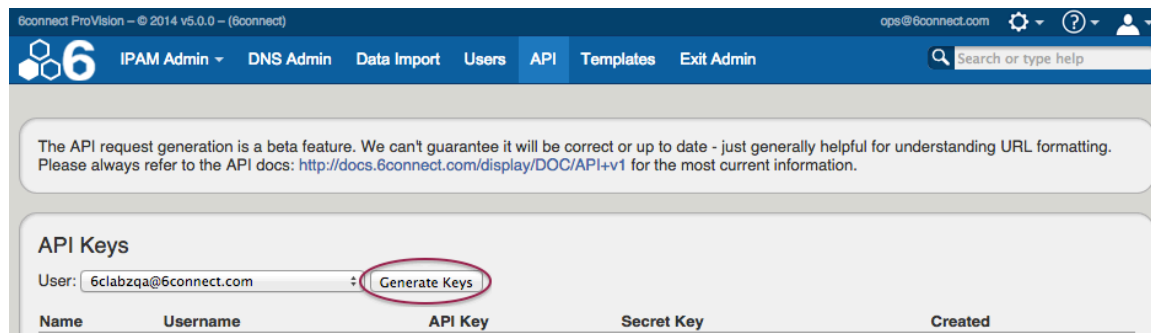 6connect ProVision – © 2014 v5.0.0 – (6connect) ops@6connect.com
6 IPAM Admin DNS Admin Data Import Users API Templates Exit Admin Search or type help
The API request generation is a beta feature. We can't guarantee it will be correct or up to date - just generally helpful for understanding URL formatting.
Please always refer to the API docs: http://docs.6connect.com/display/DOC/API+v1 for the most current information.
API Keys
User: 6clabzqa@6connect.com Generate Keys
Name Username API Key Secret Key Created